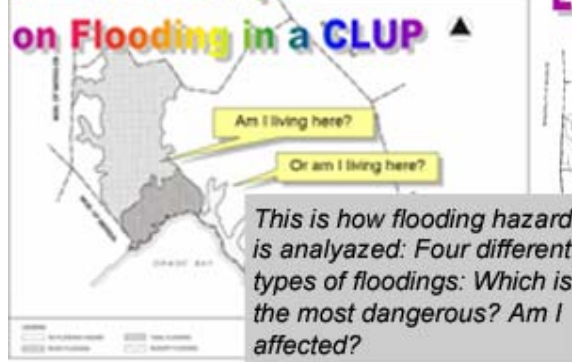 on Flooding in a CLUP
Am I living here?
Or am I living here?
This is how flooding hazard
is analyazed: Four different
types of floodings: Which is
the most dangerous? Am I
affected?